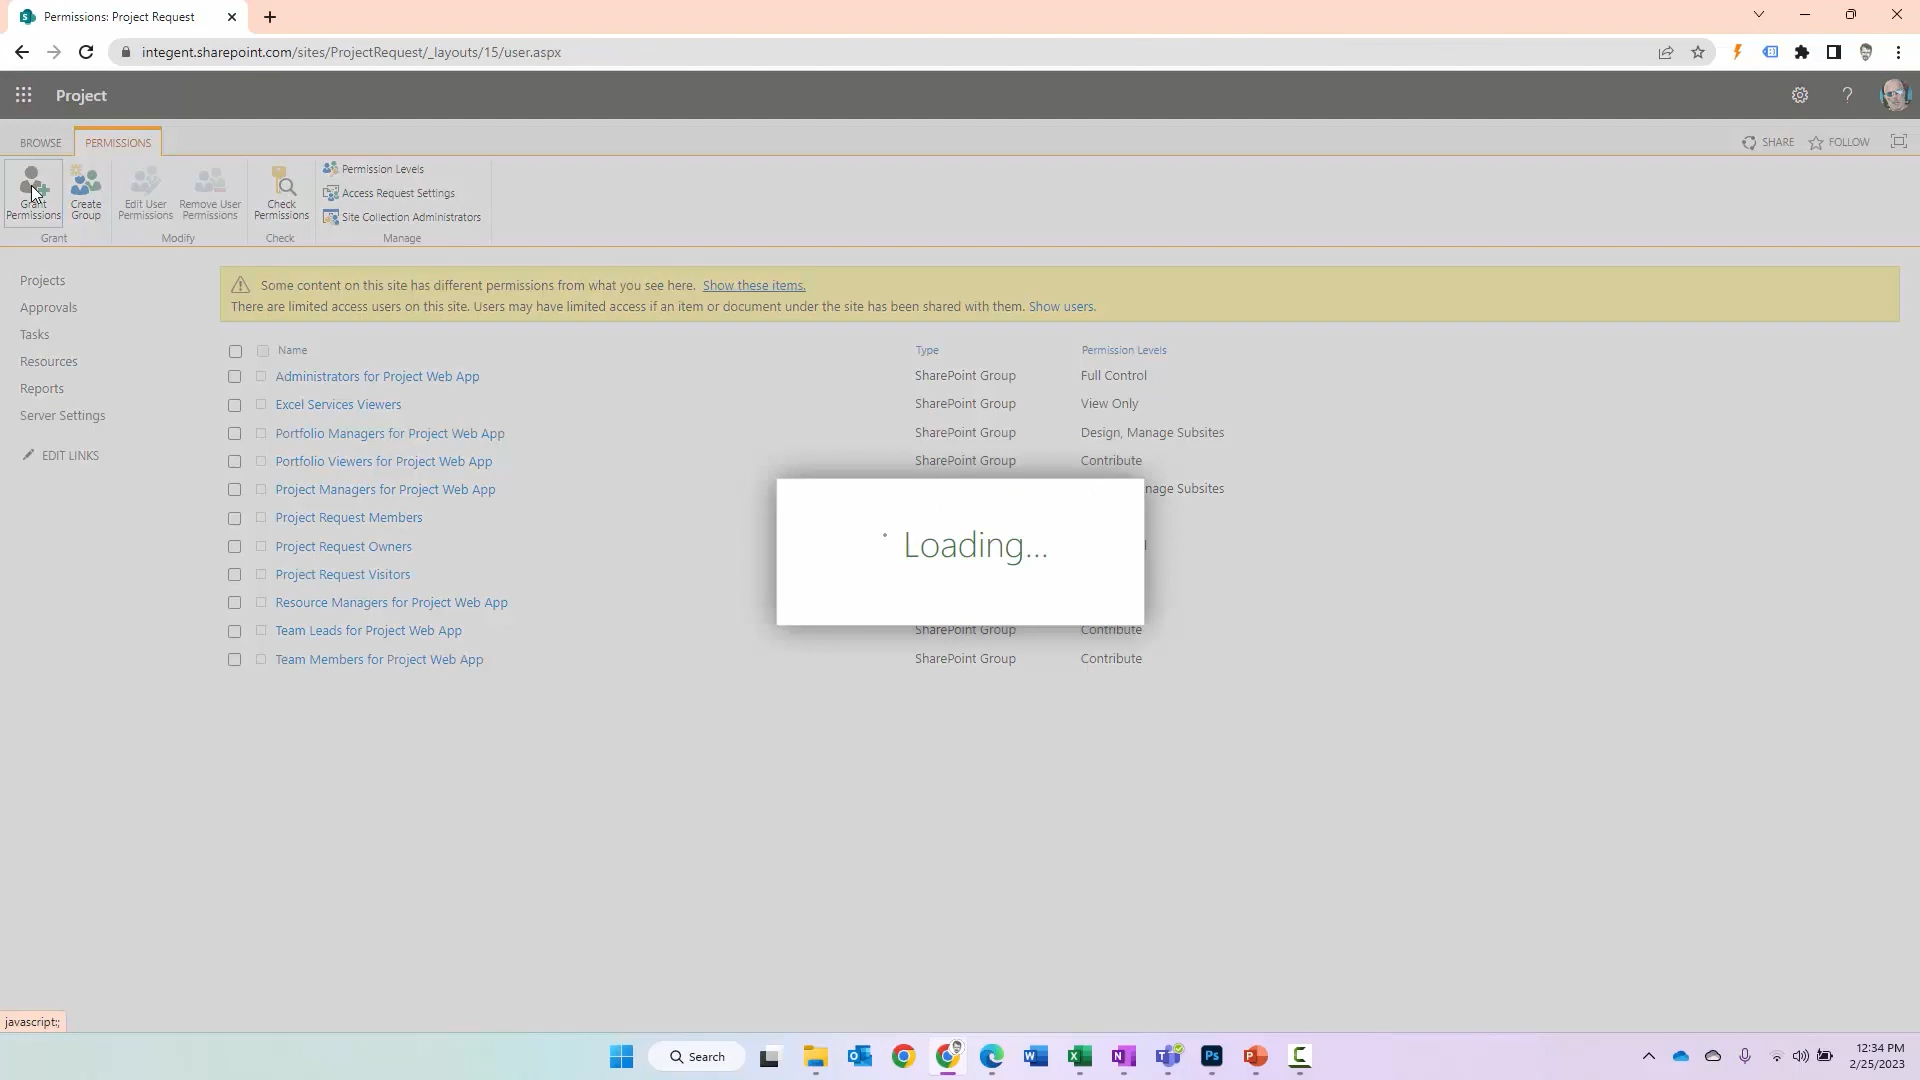 Permissions: Project Request
integent.sharepoint.com/sites/ProjectRequest/_layouts/15/user.aspx
Project
BROWSE PERMISSIONS SHARE FOLLOW
Grant Permissions
Create Group
Edit User Permissions
Remove User Permissions
Check Permissions
Permission Levels
Access Request Settings
Site Collection Administrators
Grant Modify Check Manage
Projects
Approvals
Tasks
Resources
Reports
Server Settings
EDIT LINKS
Some content on this site has different permissions from what you see here. Show these items.
There are limited access users on this site. Users may have limited access if an item or document under the site has been shared with them. Show users.
Name Type Permission Levels
Administrators for Project Web App SharePoint Group Full Control
Excel Services Viewers SharePoint Group View Only
Portfolio Managers for Project Web App SharePoint Group Design, Manage Subsites
Portfolio Viewers for Project Web App SharePoint Group Contribute
Project Managers for Project Web App nage Subsites
Project Request Members
Project Request Owners
Project Request Visitors
Resource Managers for Project Web App
Team Leads for Project Web App SharePoint Group Contribute
Team Members for Project Web App SharePoint Group Contribute
Loading...
javascript:;
Search
12:34 PM
2/25/2023